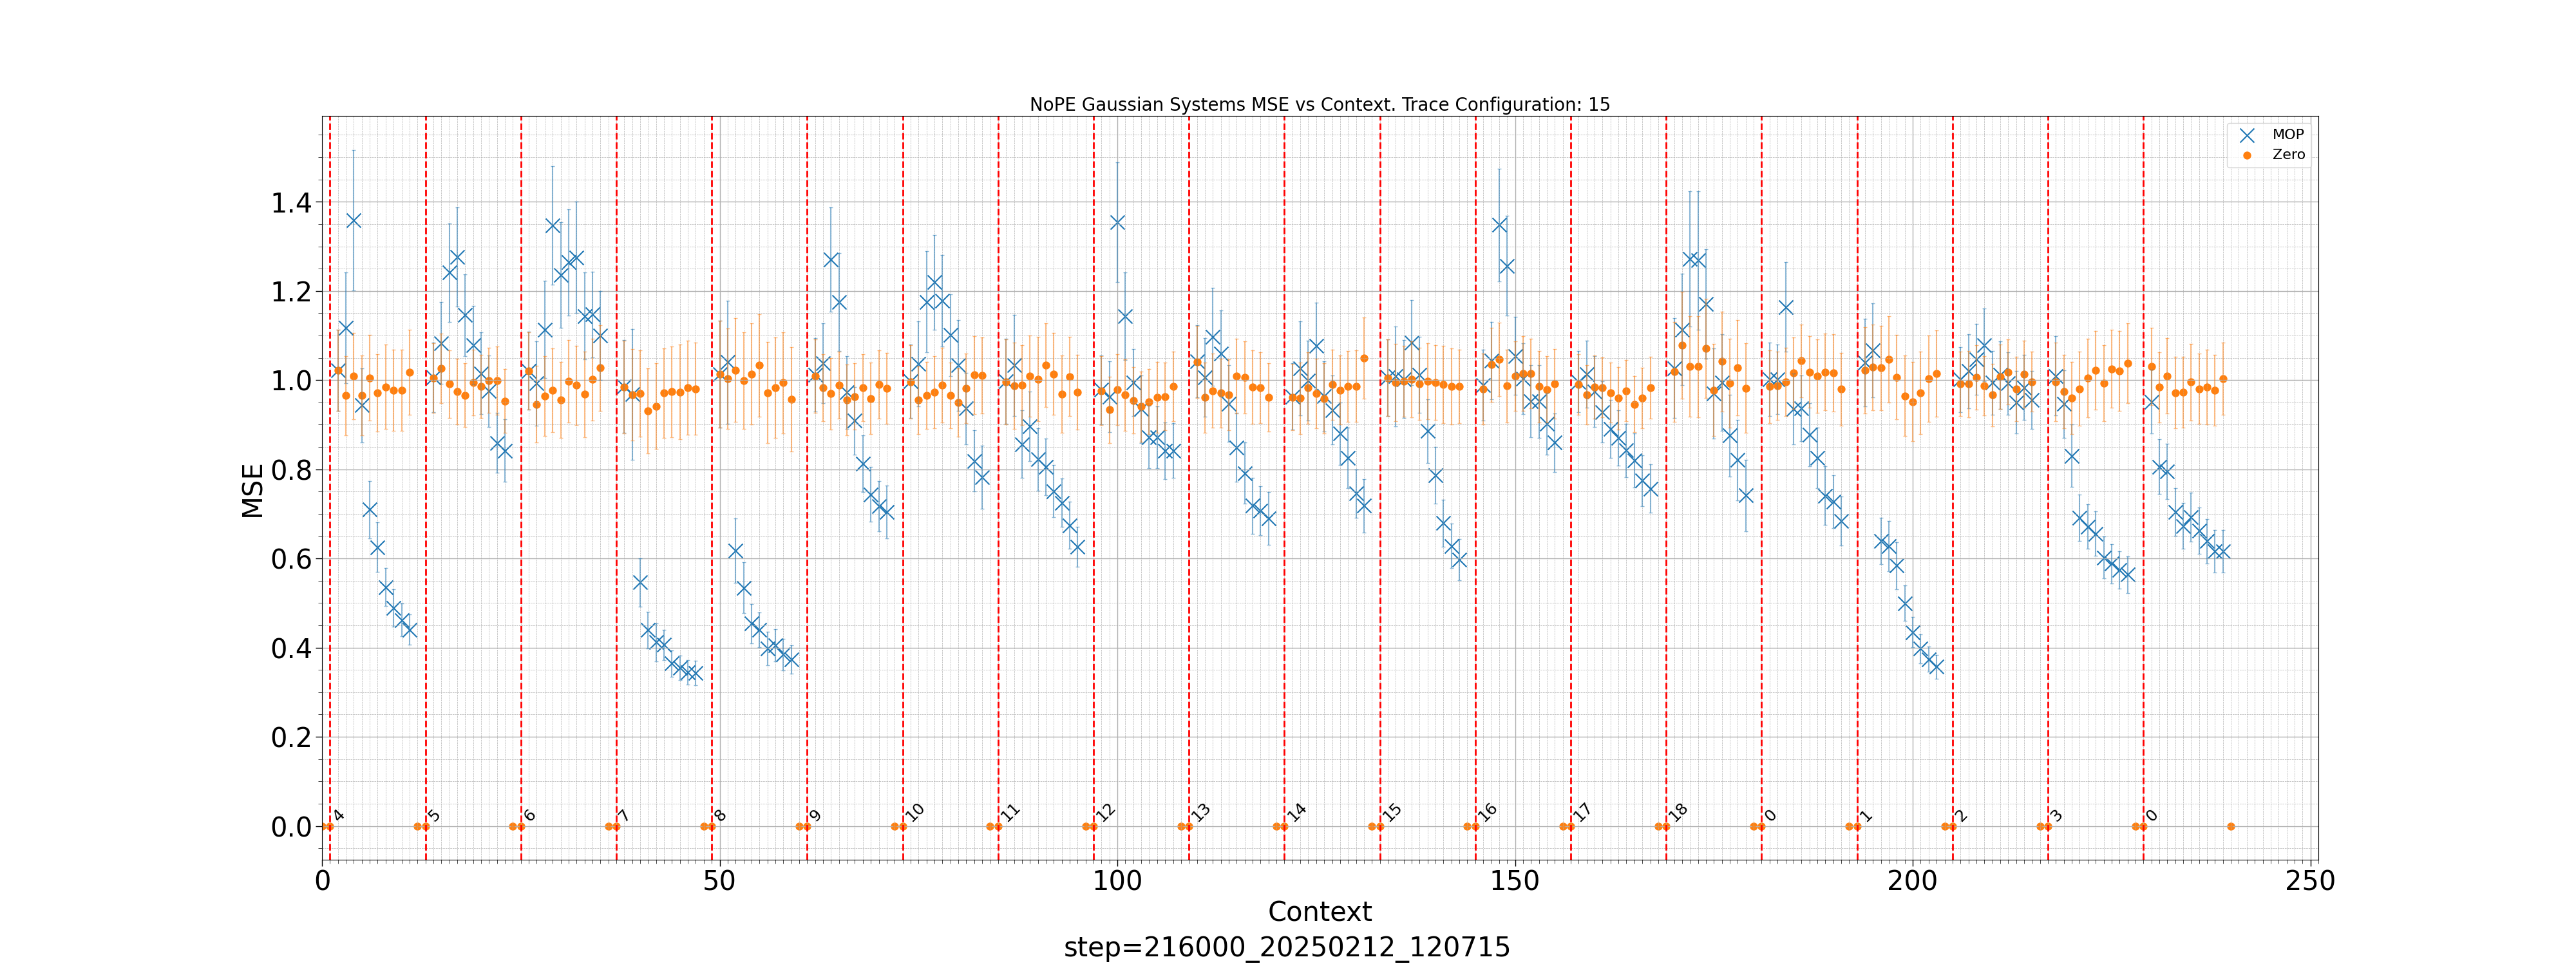 NoPE Gaussian Systems MSE vs Context. Trace Configuration: 15
MOP
Zero
MSE
1.4
1.2
1.0
0.8
0.6
0.4
0.2
0.0
4 5 6 7 8 9 10 11 12 13 14 15 16 17 18 0 1 2 3 0
0 50 100 150 200 250
Context
step=216000_20250212_120715